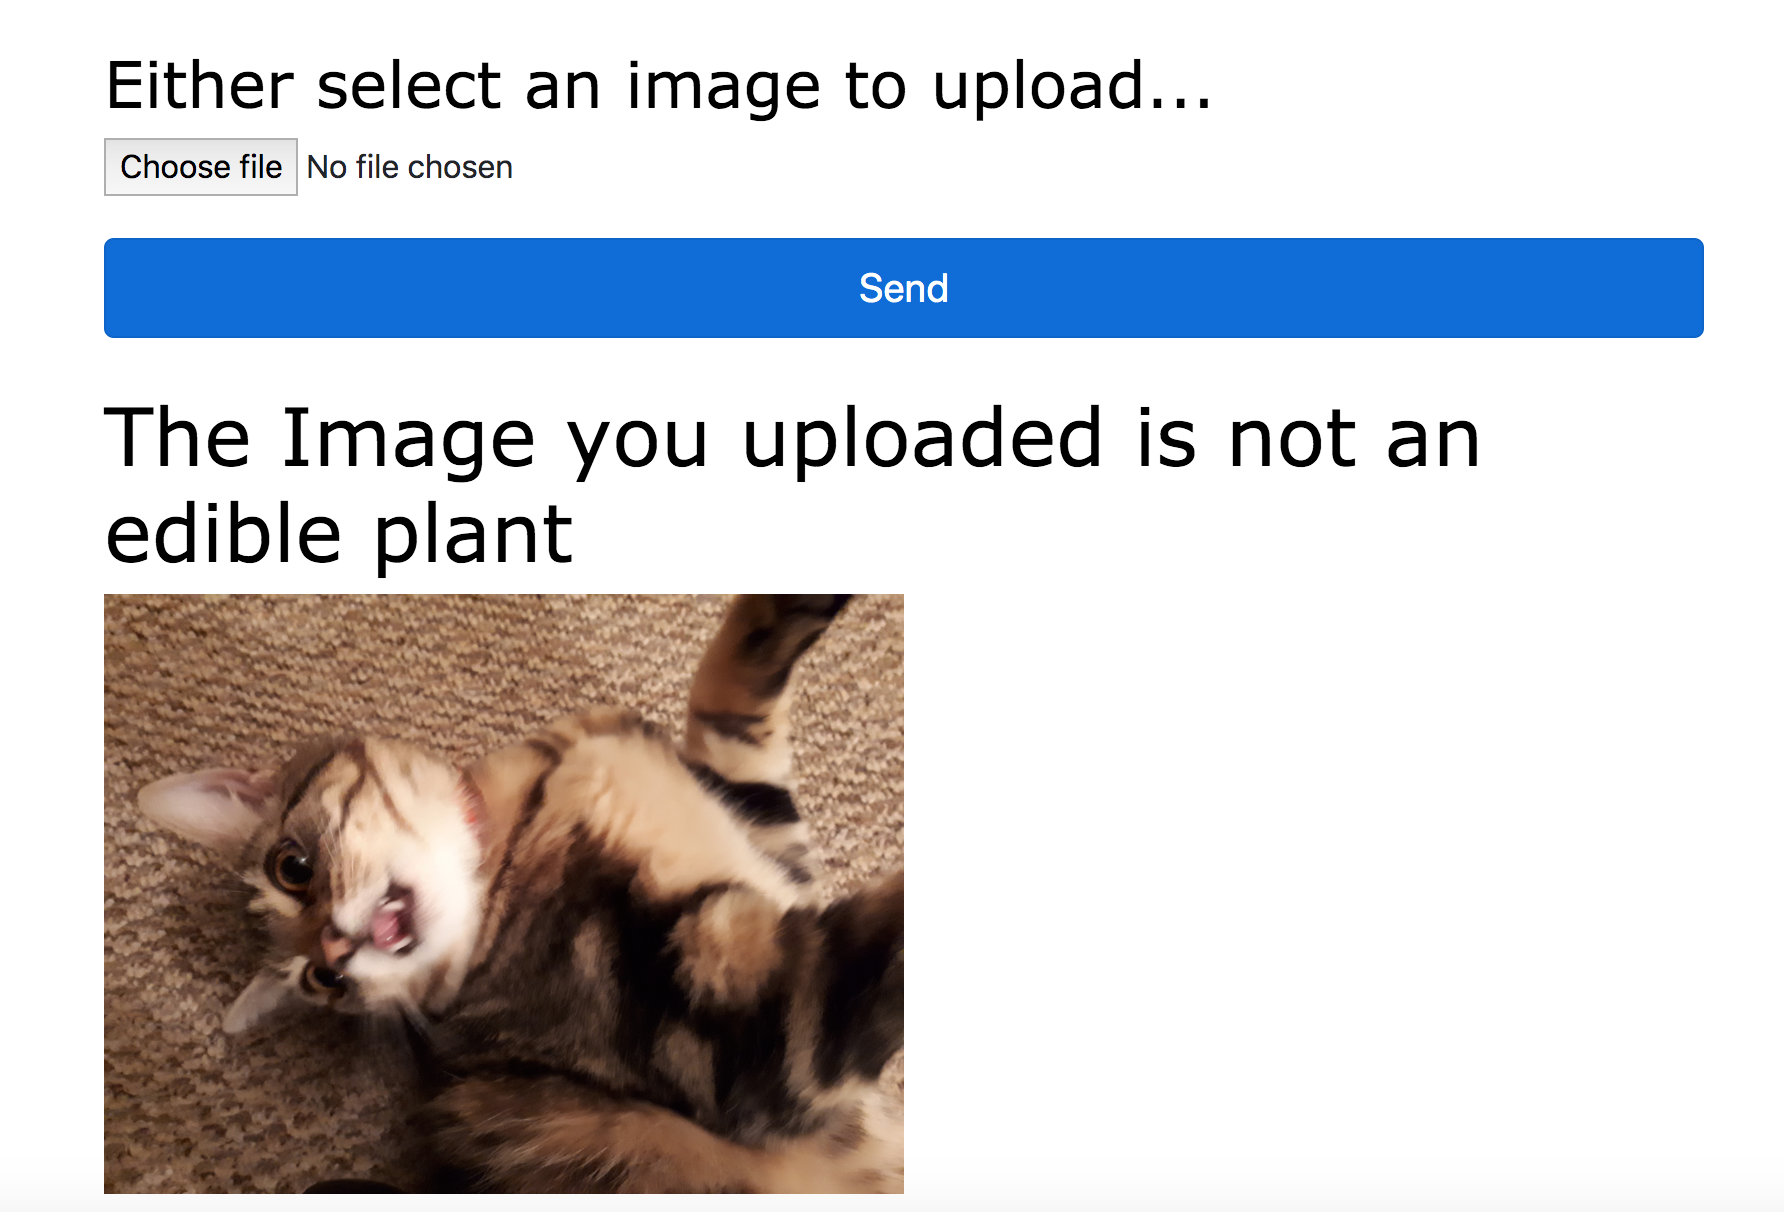 Either select an image to upload...
Choose file No file chosen
Send
The Image you uploaded is not an
edible plant